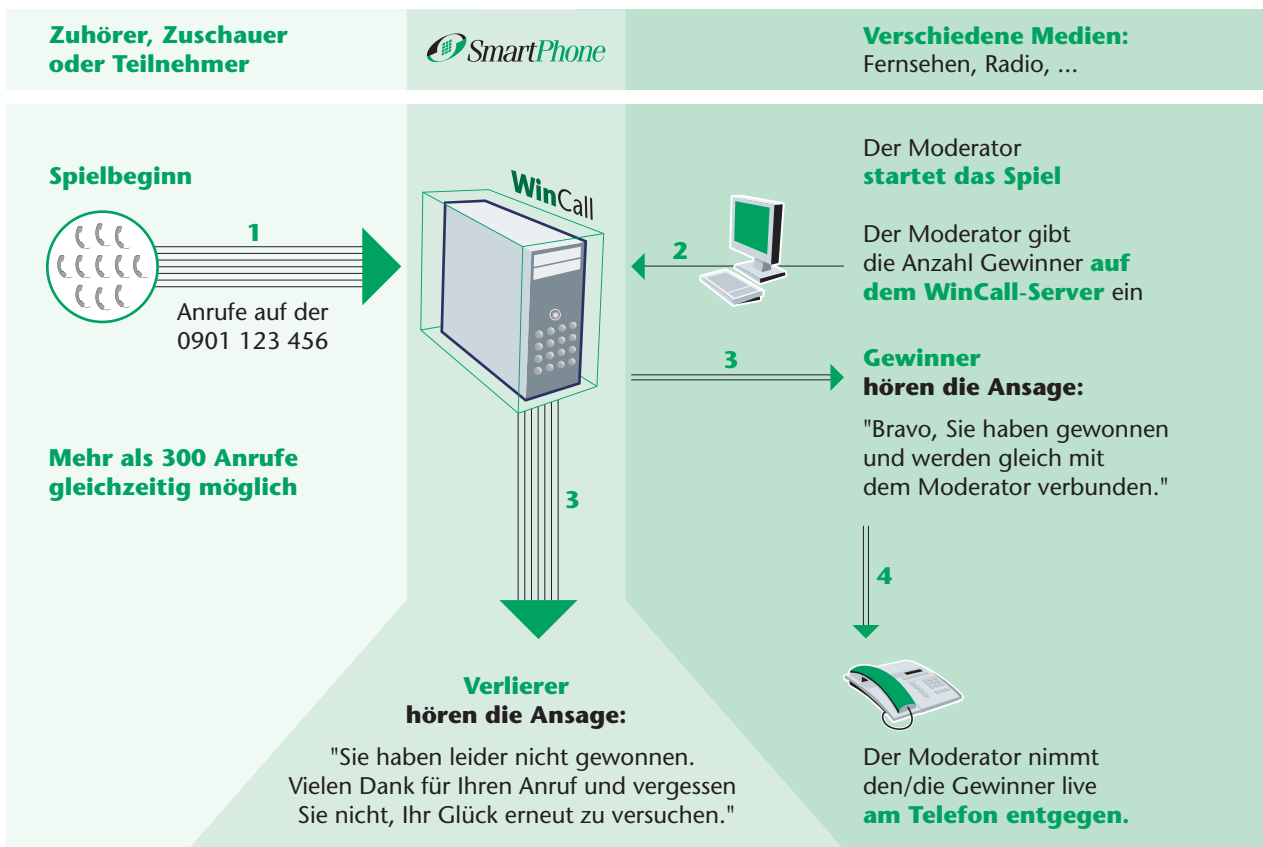 Zuhörer, Zuschauer
oder Teilnehmer
SmartPhone
Verschiedene Medien:
Fernsehen, Radio, ...
Spielbeginn
1
Anrufe auf der
0901 123 456
Mehr als 300 Anrufe
gleichzeitig möglich
WinCall
Der Moderator
startet das Spiel
2
Der Moderator gibt
die Anzahl Gewinner auf
dem WinCall-Server ein
3
Gewinner
hören die Ansage:
"Bravo, Sie haben gewonnen
und werden gleich mit
dem Moderator verbunden."
3
Verlierer
hören die Ansage:
"Sie haben leider nicht gewonnen.
Vielen Dank für Ihren Anruf und vergessen
Sie nicht, Ihr Glück erneut zu versuchen."
4
Der Moderator nimmt
den/die Gewinner live
am Telefon entgegen.